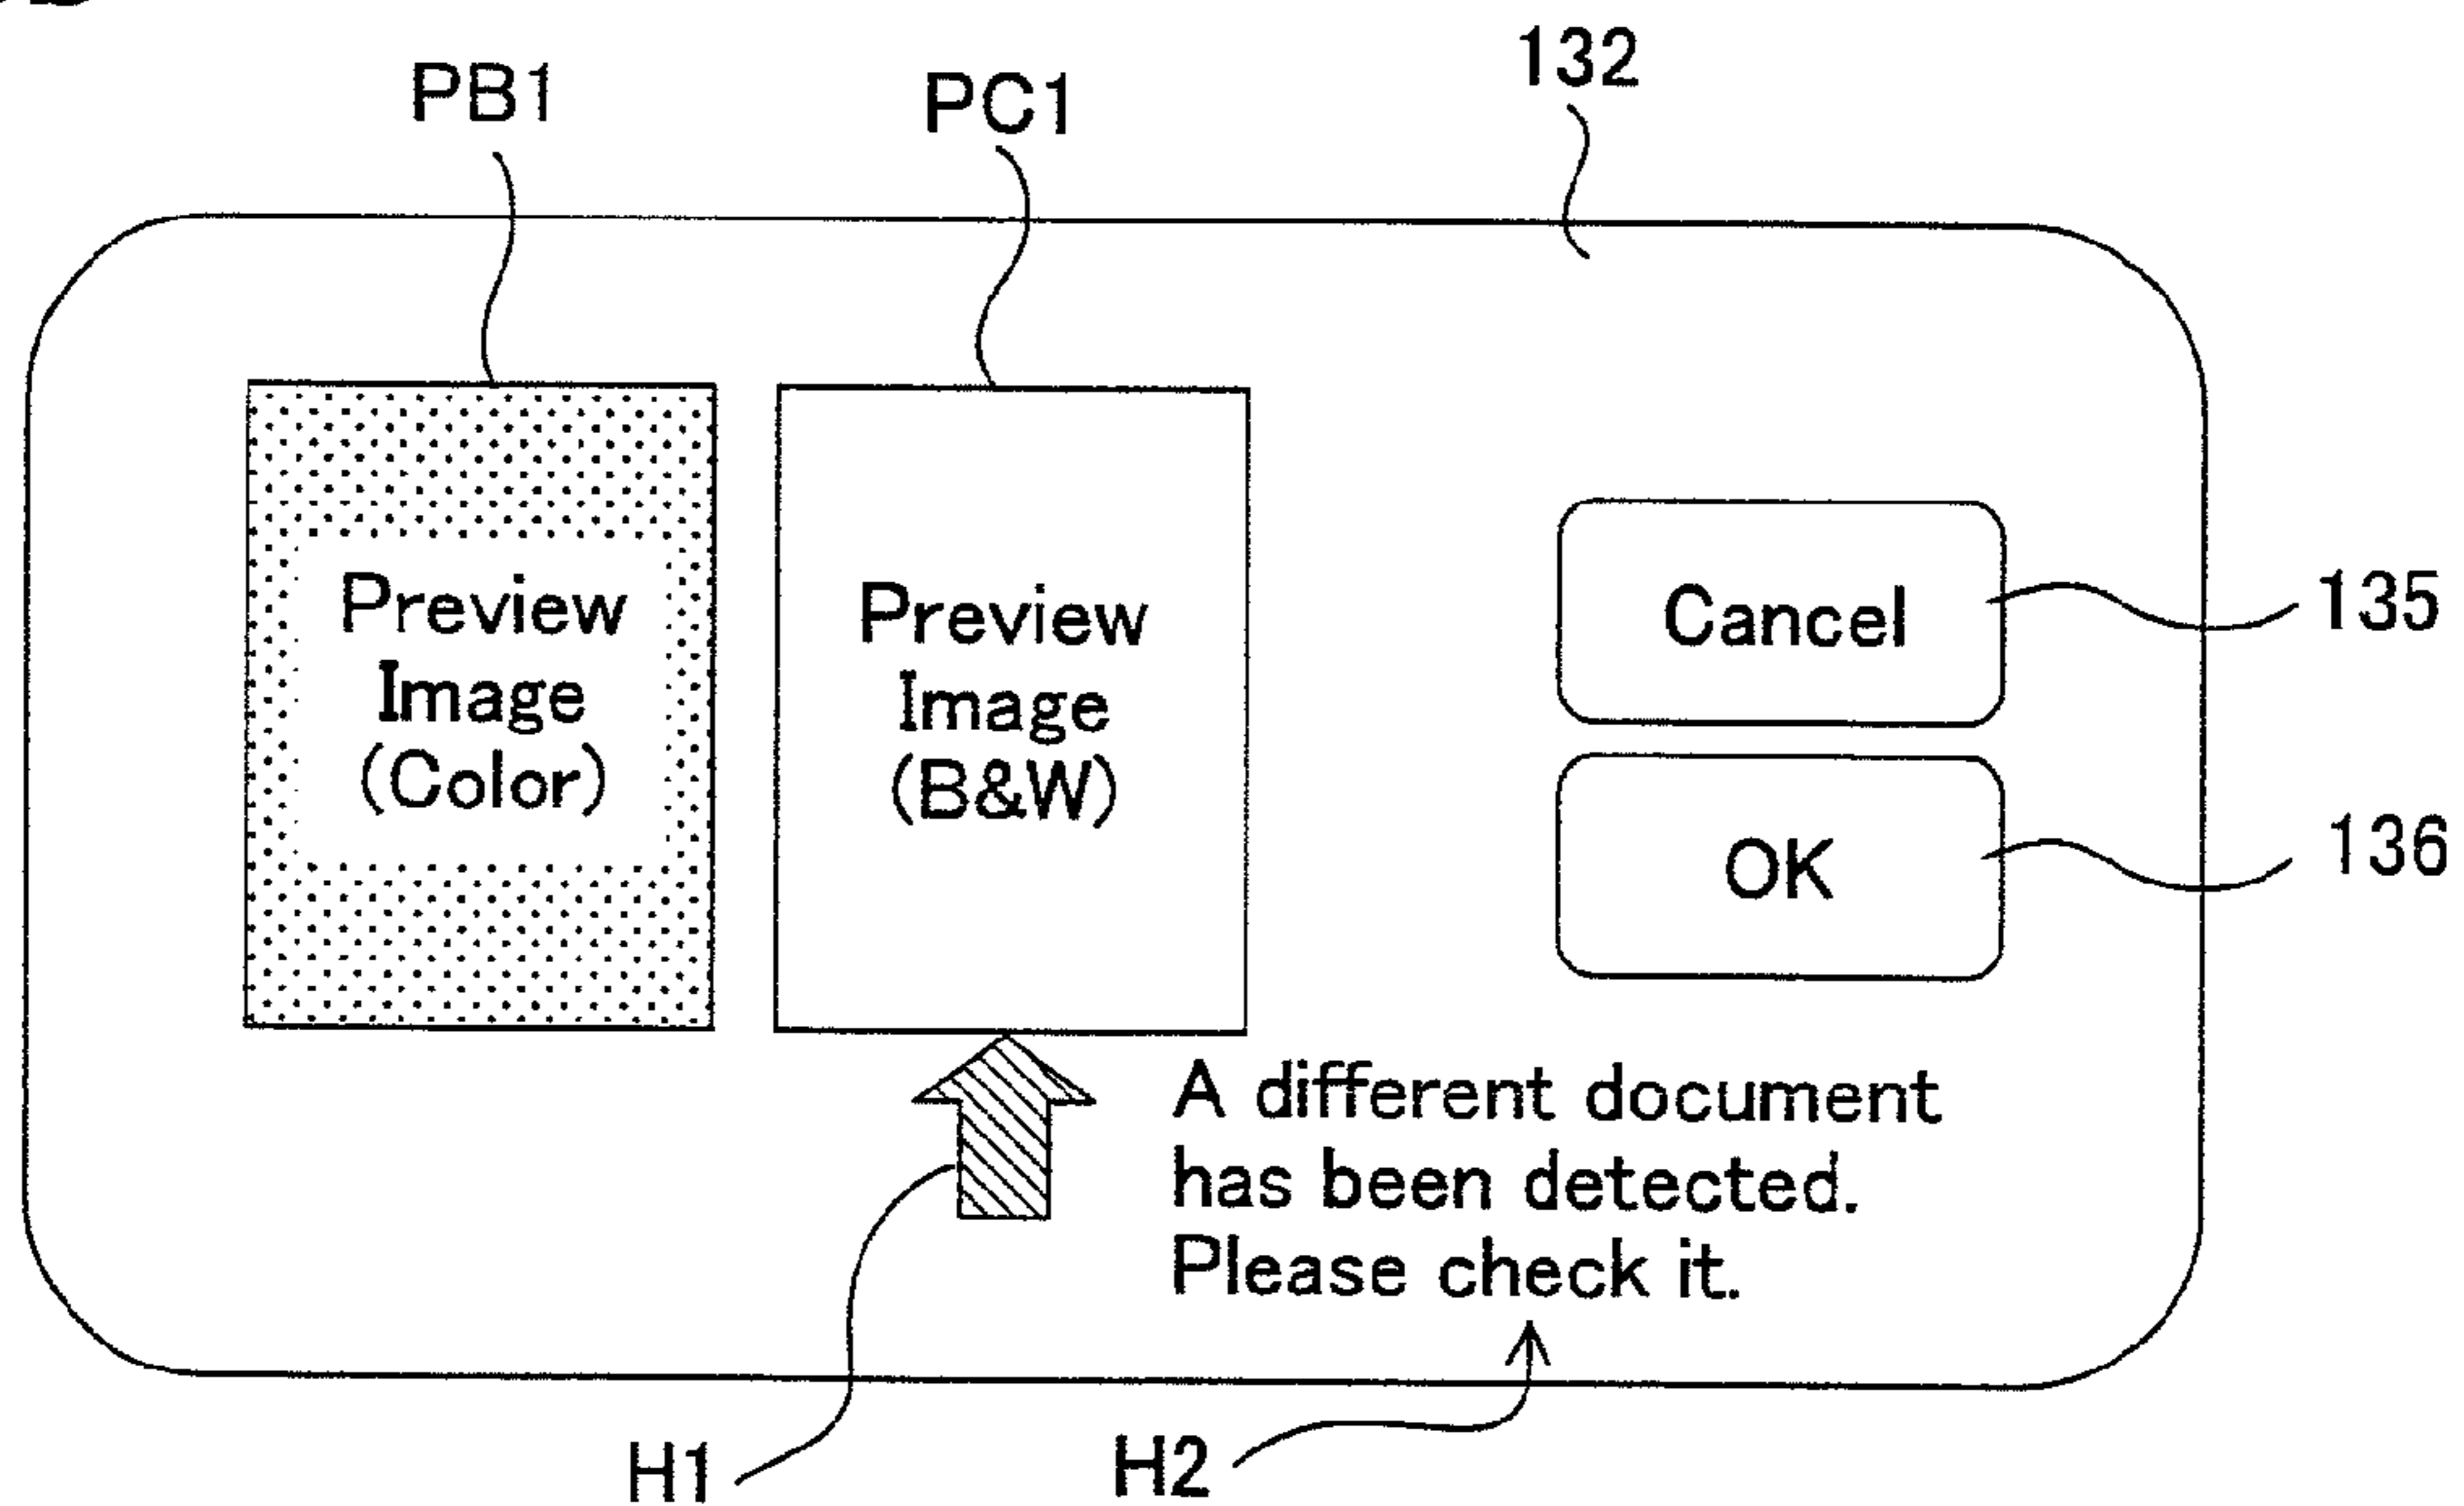 PB1
PC1
132
Preview
Image
(Color)
Preview
Image
(B&W)
Cancel
135
OK
136
A different document
has been detected.
Please check it.
H1
H2